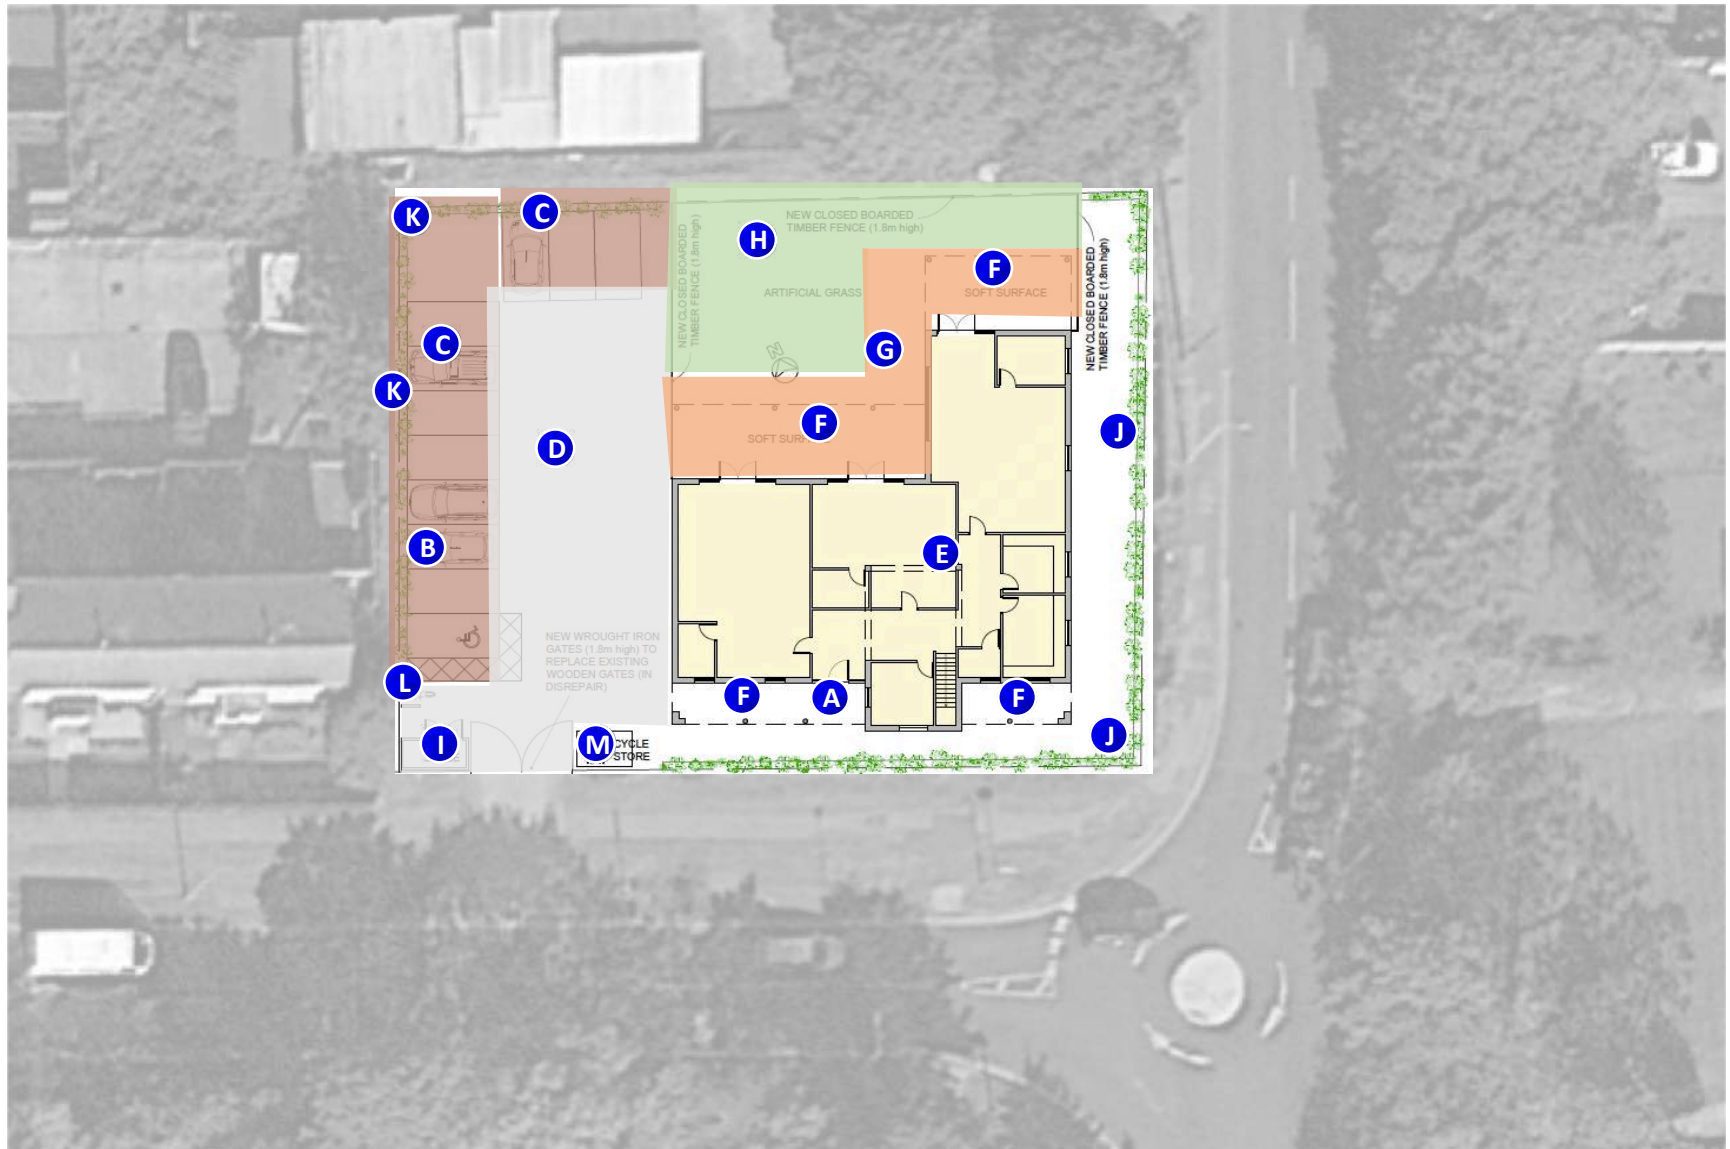 K
C
H
NEW CLOSED BOARDED
TIMBER FENCE (1.8m high)
NEW CLOSED BOARDED
TIMBER FENCE (1.8m high)
F
ARTIFICIAL GRASS
SOFT SURFACE
NEW CLOSED BOARDED
TIMBER FENCE (1.8m high)
C
G
N
K
F
SOFT
J
D
B
E
NEW WROUGHT IRON
GATES (1.8m high) TO
REPLACE EXISTING
WOODEN GATES (IN
DISREPAIR)
L
F
A
F
I
M
CYCLE
STORE
J